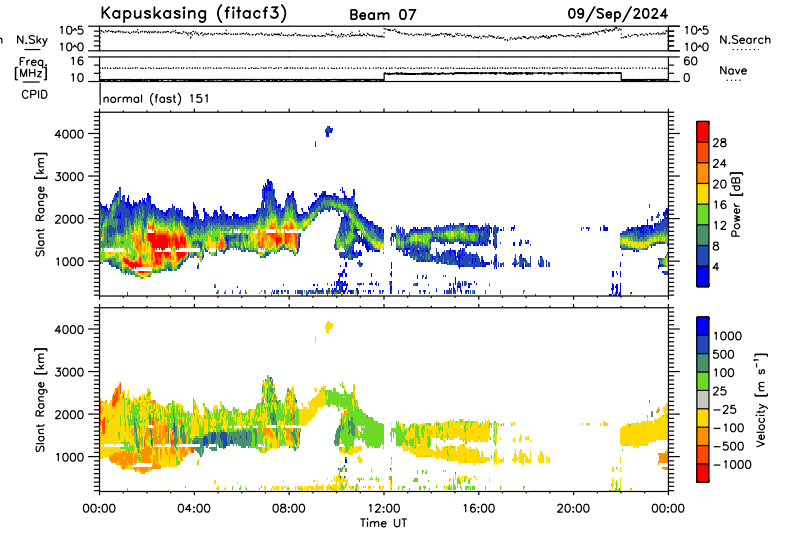 Kapuskasing (fitacf3) Beam 07 09/Sep/2024
N.Sky 10^5 10^0 10^5 10^0 N.Search
Freq. [MHz] 16 10 60 0 Nave
CPID normal (fast) 151
Slant Range [km] 4000 3000 2000 1000
28 24 20 16 12 8 4 Power [dB]
Slant Range [km] 4000 3000 2000 1000
1000 500 100 25 -25 -100 -500 -1000 Velocity [m s⁻¹]
00:00 04:00 08:00 12:00 16:00 20:00 00:00
Time UT